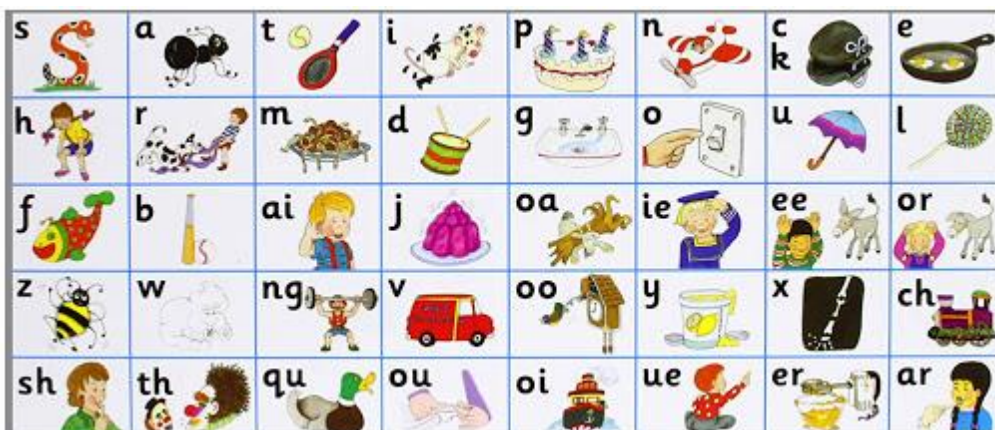 s a t i p n c k e
h r m d g o u l
f b ai j oa ie ee or
z w ng v oo y x ch
sh th qu ou oi ue er ar